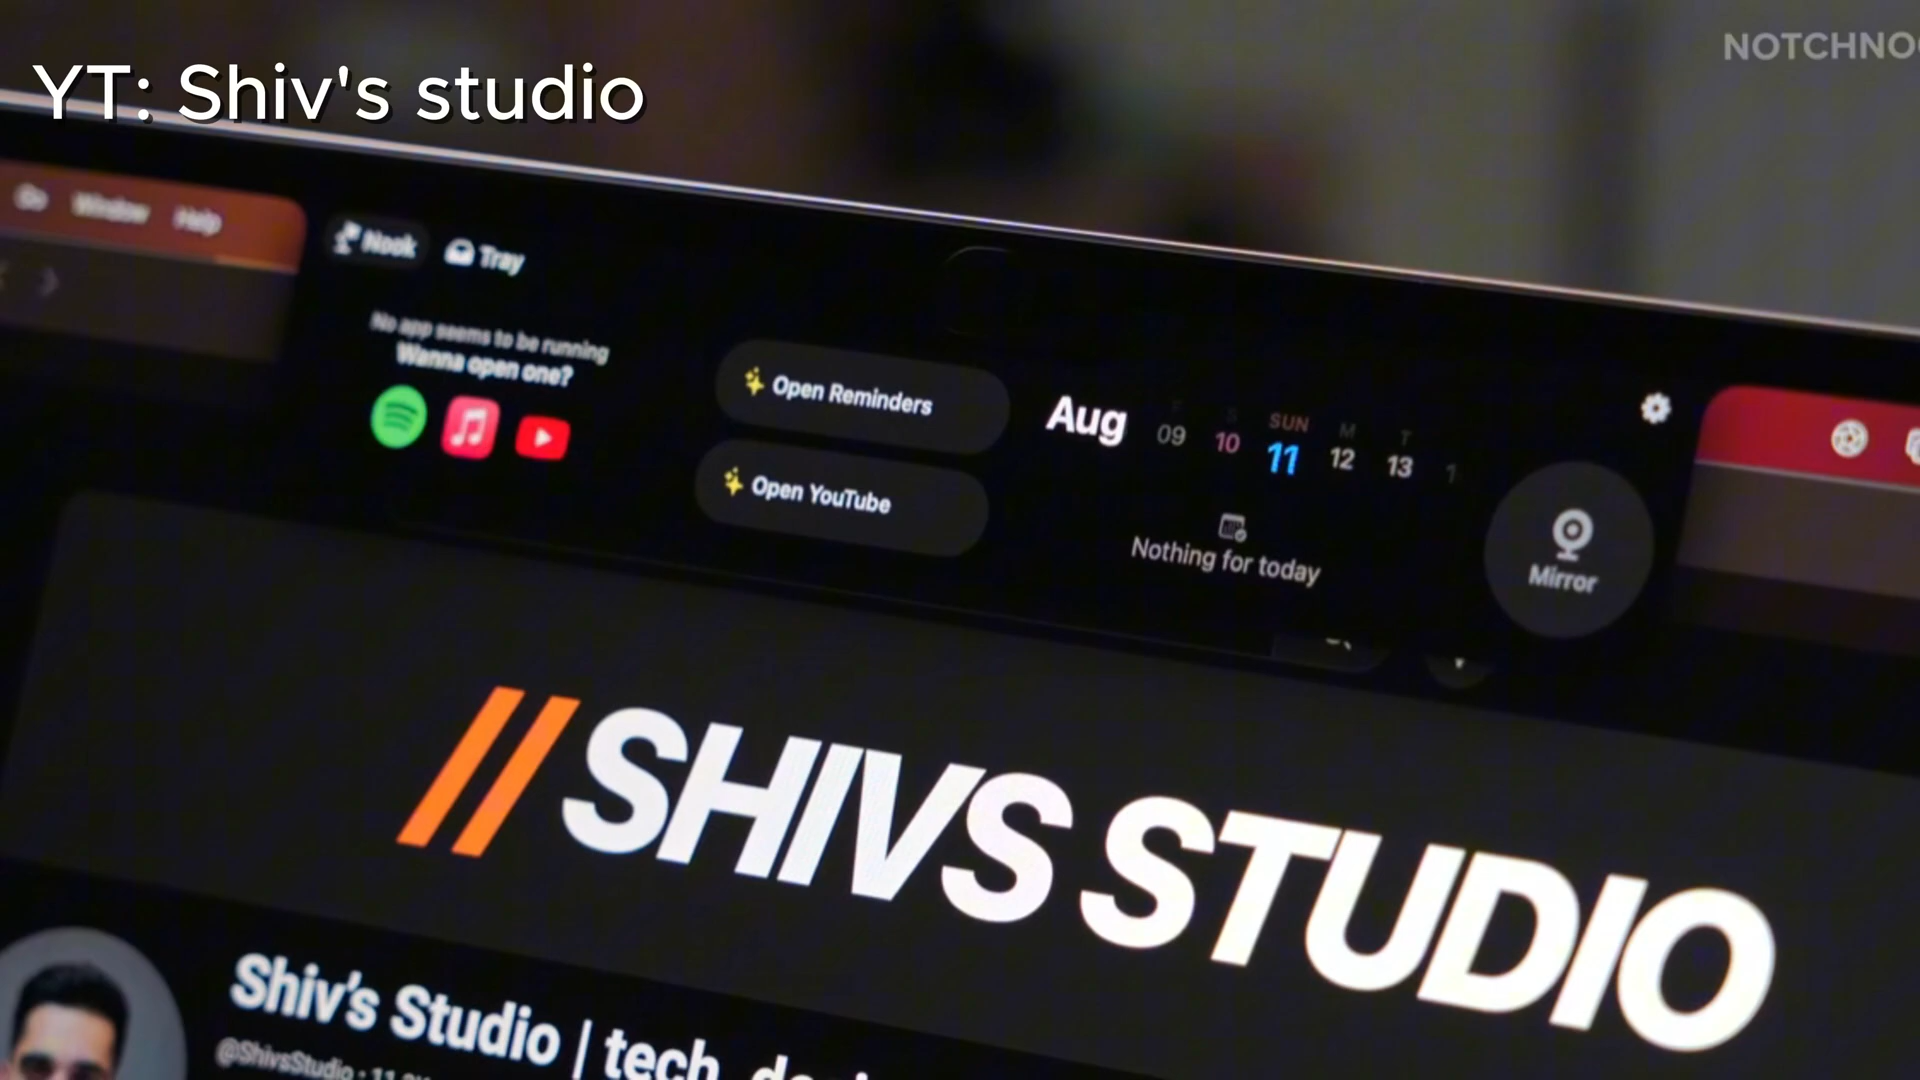 YT: Shiv's studio
NOTCHNO
Go Window Help
Nook Tray
No app seems to be running
Wanna open one?
Open Reminders
Open YouTube
Aug
S SUN M T
09 10 11 12 13
Nothing for today
Mirror
// SHIVS STUDIO
Shiv's Studio | tech
@ShivsStudio